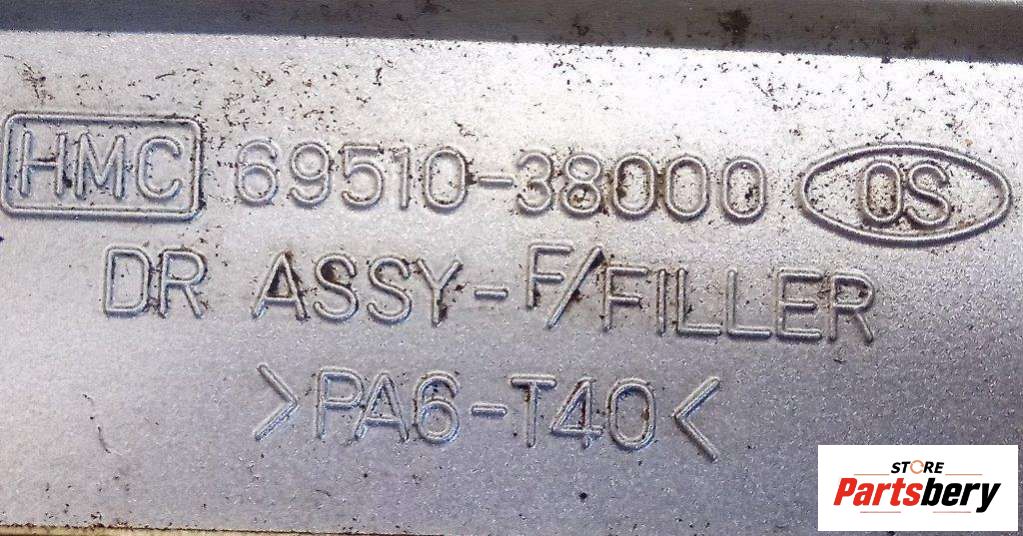 HMC 69510-38000 OS
DR ASSY-F/FILLER
>PA6-T40<
STORE
Partsbery